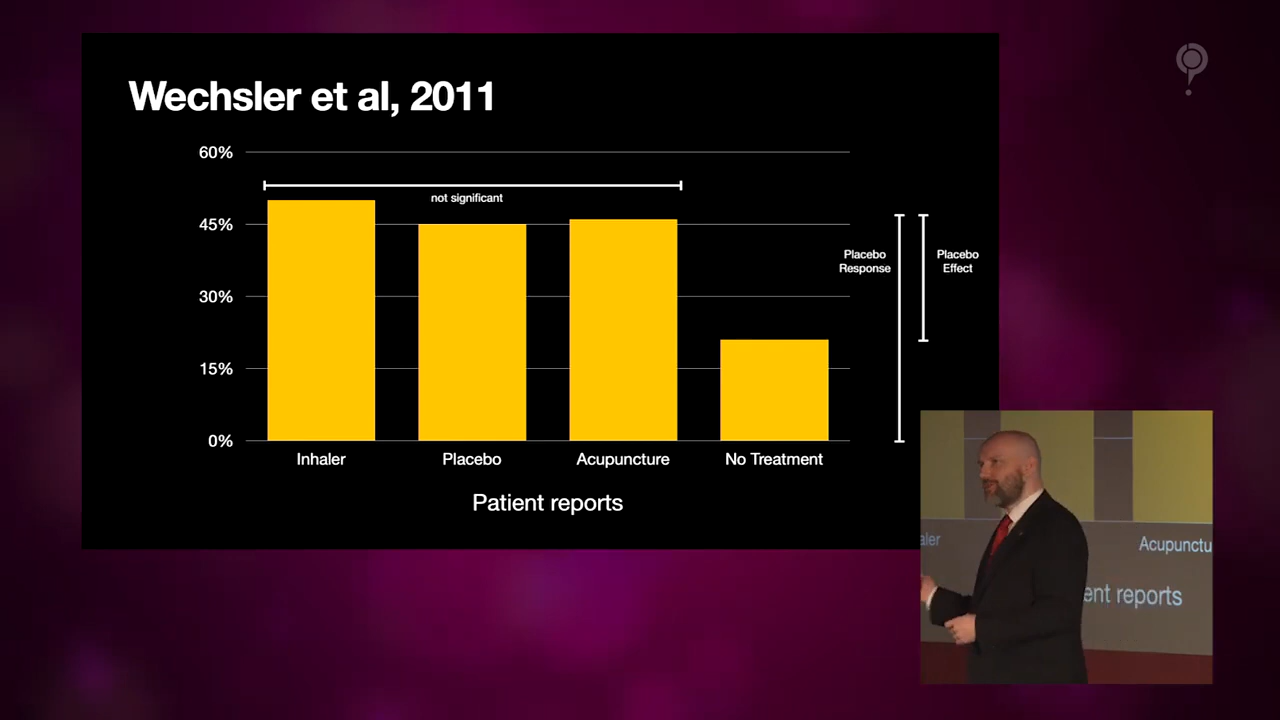 Wechsler et al, 2011
60%
not significant
45%
Placebo
Response
Placebo
Effect
30%
15%
0%
Inhaler
Placebo
Acupuncture
No Treatment
Patient reports
aler
Acupunctu
ent reports